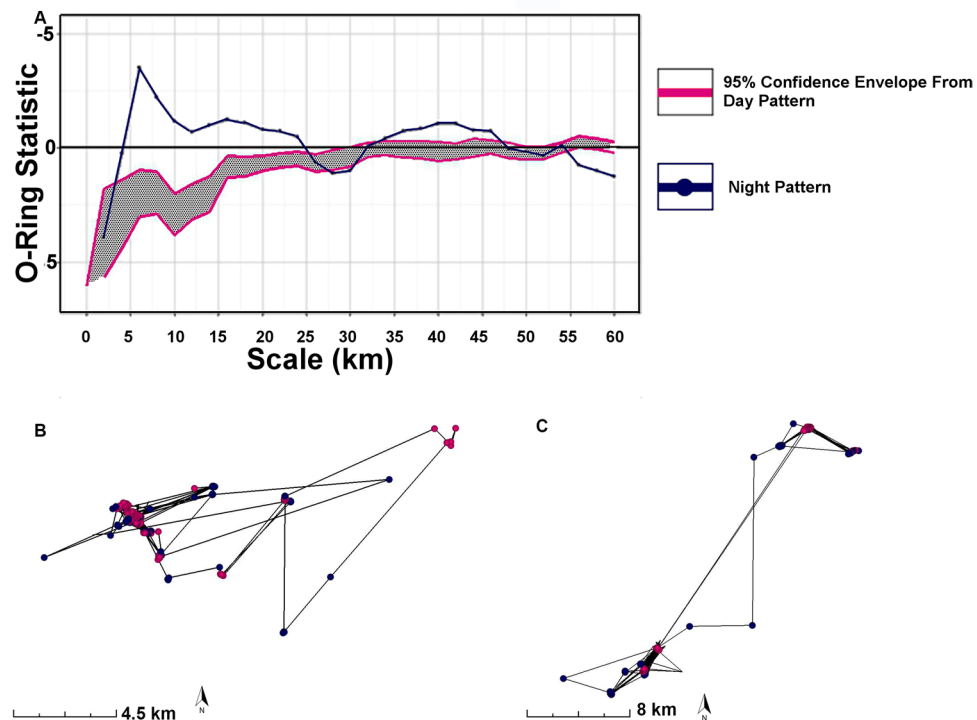 A
-5
0
5
O-Ring Statistic
0 5 10 15 20 25 30 35 40 45 50 55 60
Scale (km)
95% Confidence Envelope From
Day Pattern
Night Pattern
B
C
N
4.5 km
N
8 km